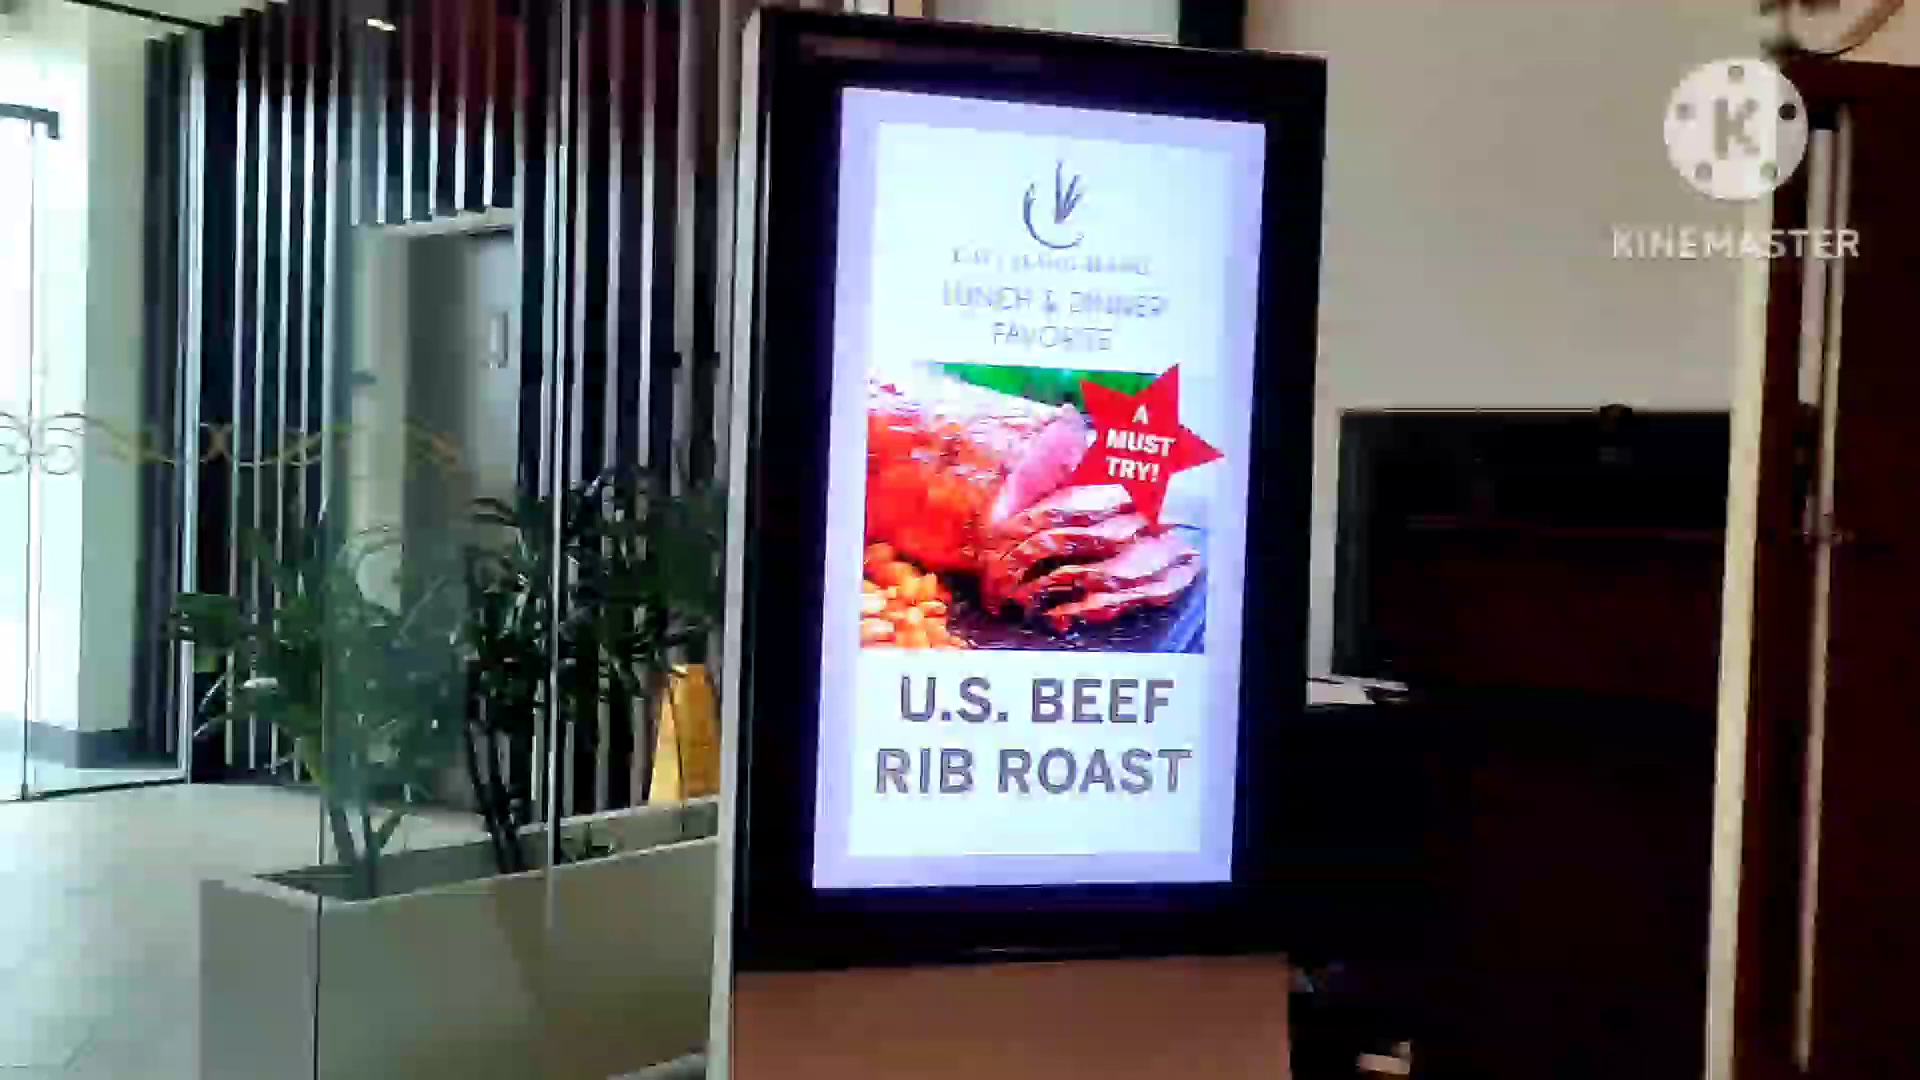 LUNCH & DINNER
FAVORITE
A
MUST
TRY!
U.S. BEEF
RIB ROAST
K
KINEMASTER